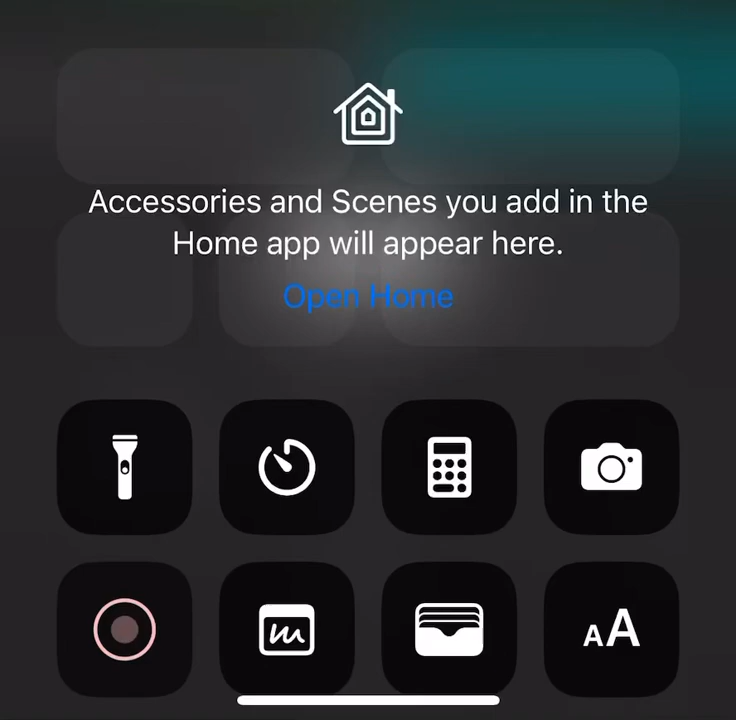 Accessories and Scenes you add in the
Home app will appear here.
Open Home
AA